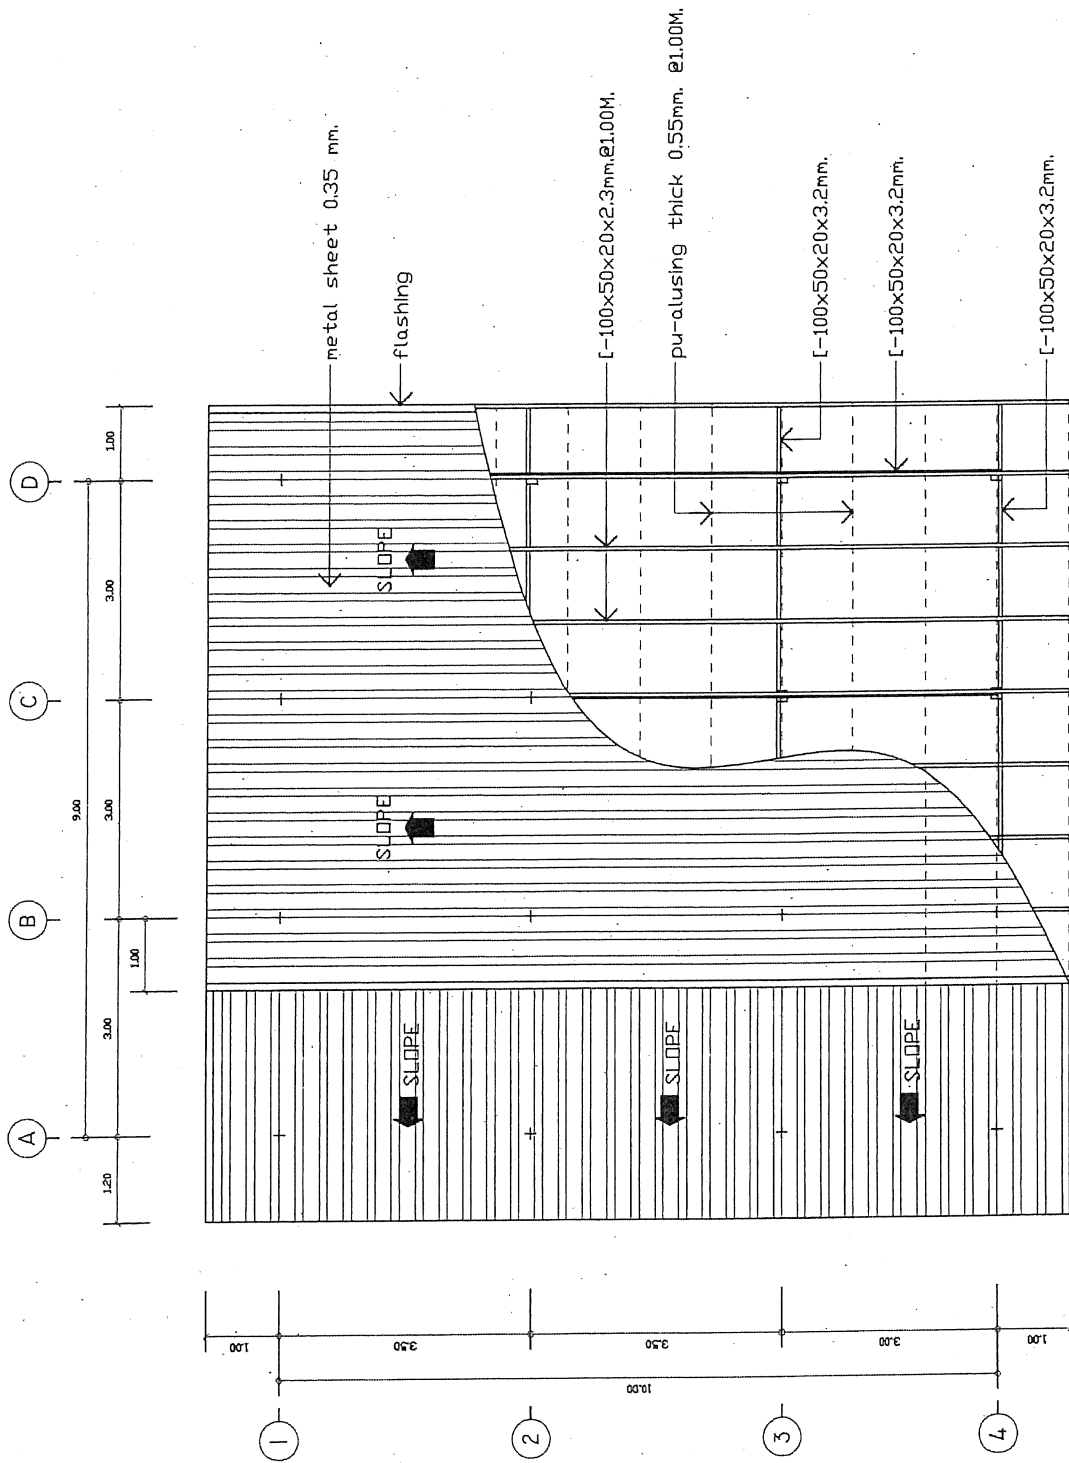 metal sheet 0.35 mm.
flashing
[-100x50x20x2.3mm.@1.00M.
pu-alusing thick 0.55mm. @1.00M.
[-100x50x20x3.2mm.
[-100x50x20x3.2mm.
[-100x50x20x3.2mm.
A
B
C
D
9.00
1.20
3.00
3.00
3.00
1.00
1.00
SLOPE
SLOPE
SLOPE
SLOPE
SLOPE
1
2
3
4
1.00
3.50
3.50
3.00
1.00
10.00